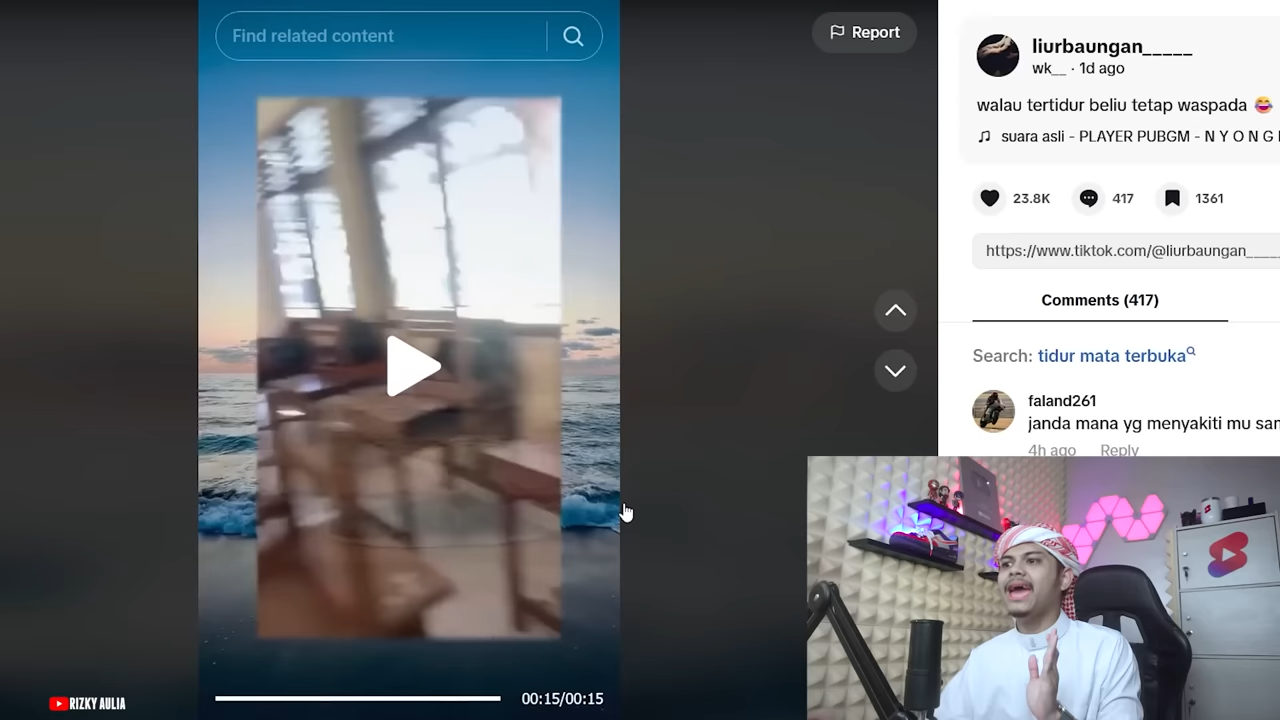 Find related content
Report
liurbaungan_____
wk__ · 1d ago
walau tertidur beliu tetap waspada 😂
suara asli - PLAYER PUBGM - N Y O N G
23.8K
417
1361
https://www.tiktok.com/@liurbaungan_____
Comments (417)
Search: tidur mata terbuka
faland261
janda mana yg menyakiti mu
4h ago Reply
00:15/00:15
RIZKY AULIA